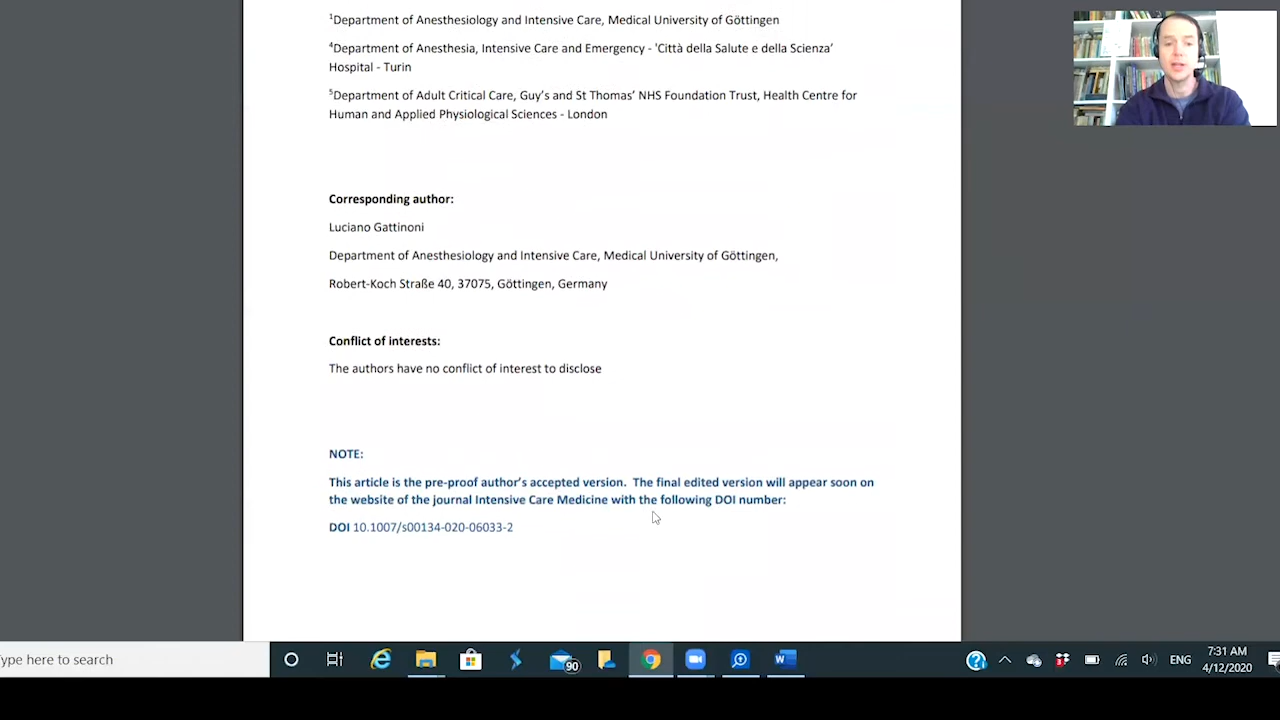 ¹Department of Anesthesiology and Intensive Care, Medical University of Göttingen
⁴Department of Anesthesia, Intensive Care and Emergency - 'Città della Salute e della Scienza’
Hospital - Turin
⁵Department of Adult Critical Care, Guy’s and St Thomas’ NHS Foundation Trust, Health Centre for
Human and Applied Physiological Sciences - London
Corresponding author:
Luciano Gattinoni
Department of Anesthesiology and Intensive Care, Medical University of Göttingen,
Robert-Koch Straße 40, 37075, Göttingen, Germany
Conflict of interests:
The authors have no conflict of interest to disclose
NOTE:
This article is the pre-proof author’s accepted version. The final edited version will appear soon on
the website of the journal Intensive Care Medicine with the following DOI number:
DOI 10.1007/s00134-020-06033-2
ype here to search
90
W
3
ENG
7:31 AM
4/12/2020